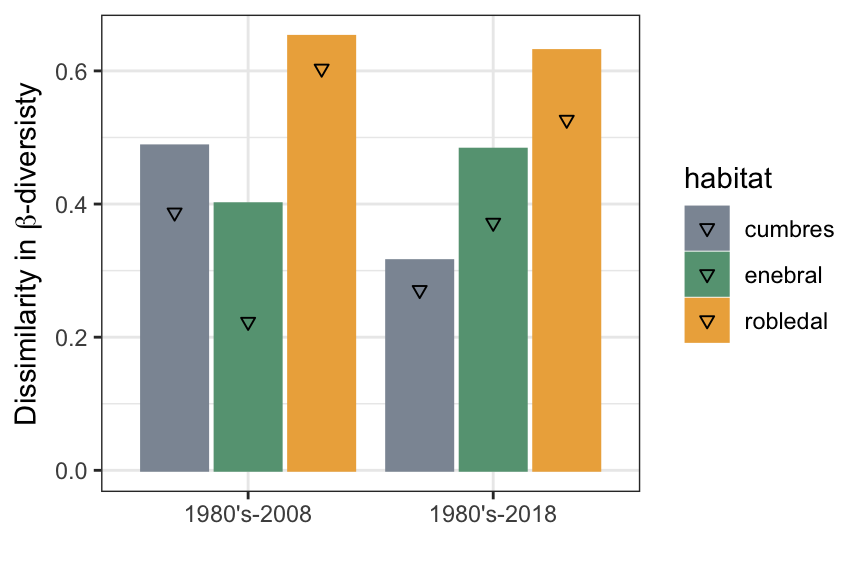 Dissimilarity in β-diversisty
0.6
0.4
0.2
0.0
1980's-2008
1980's-2018
habitat
cumbres
enebral
robledal